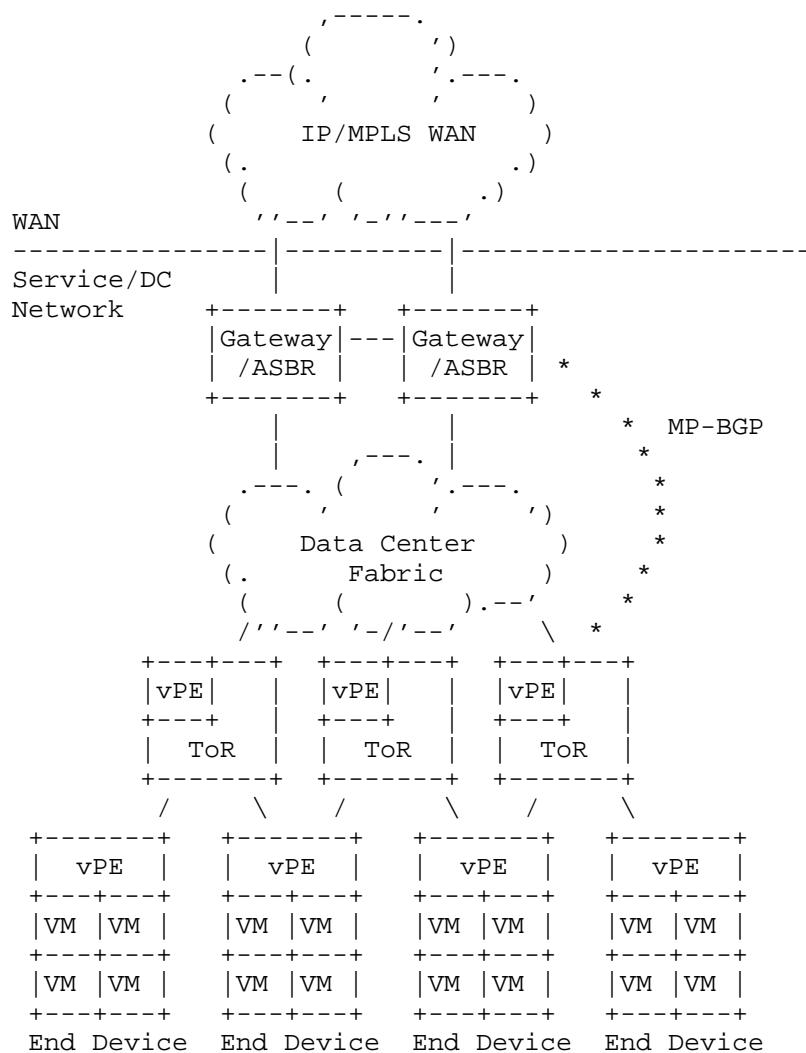 IP/MPLS WAN
WAN
Service/DC
Network
Gateway Gateway
/ASBR /ASBR
MP-BGP
Data Center
Fabric
vPE vPE vPE
ToR ToR ToR
vPE vPE vPE vPE
VM VM VM VM VM VM VM VM
VM VM VM VM VM VM VM VM
End Device End Device End Device End Device